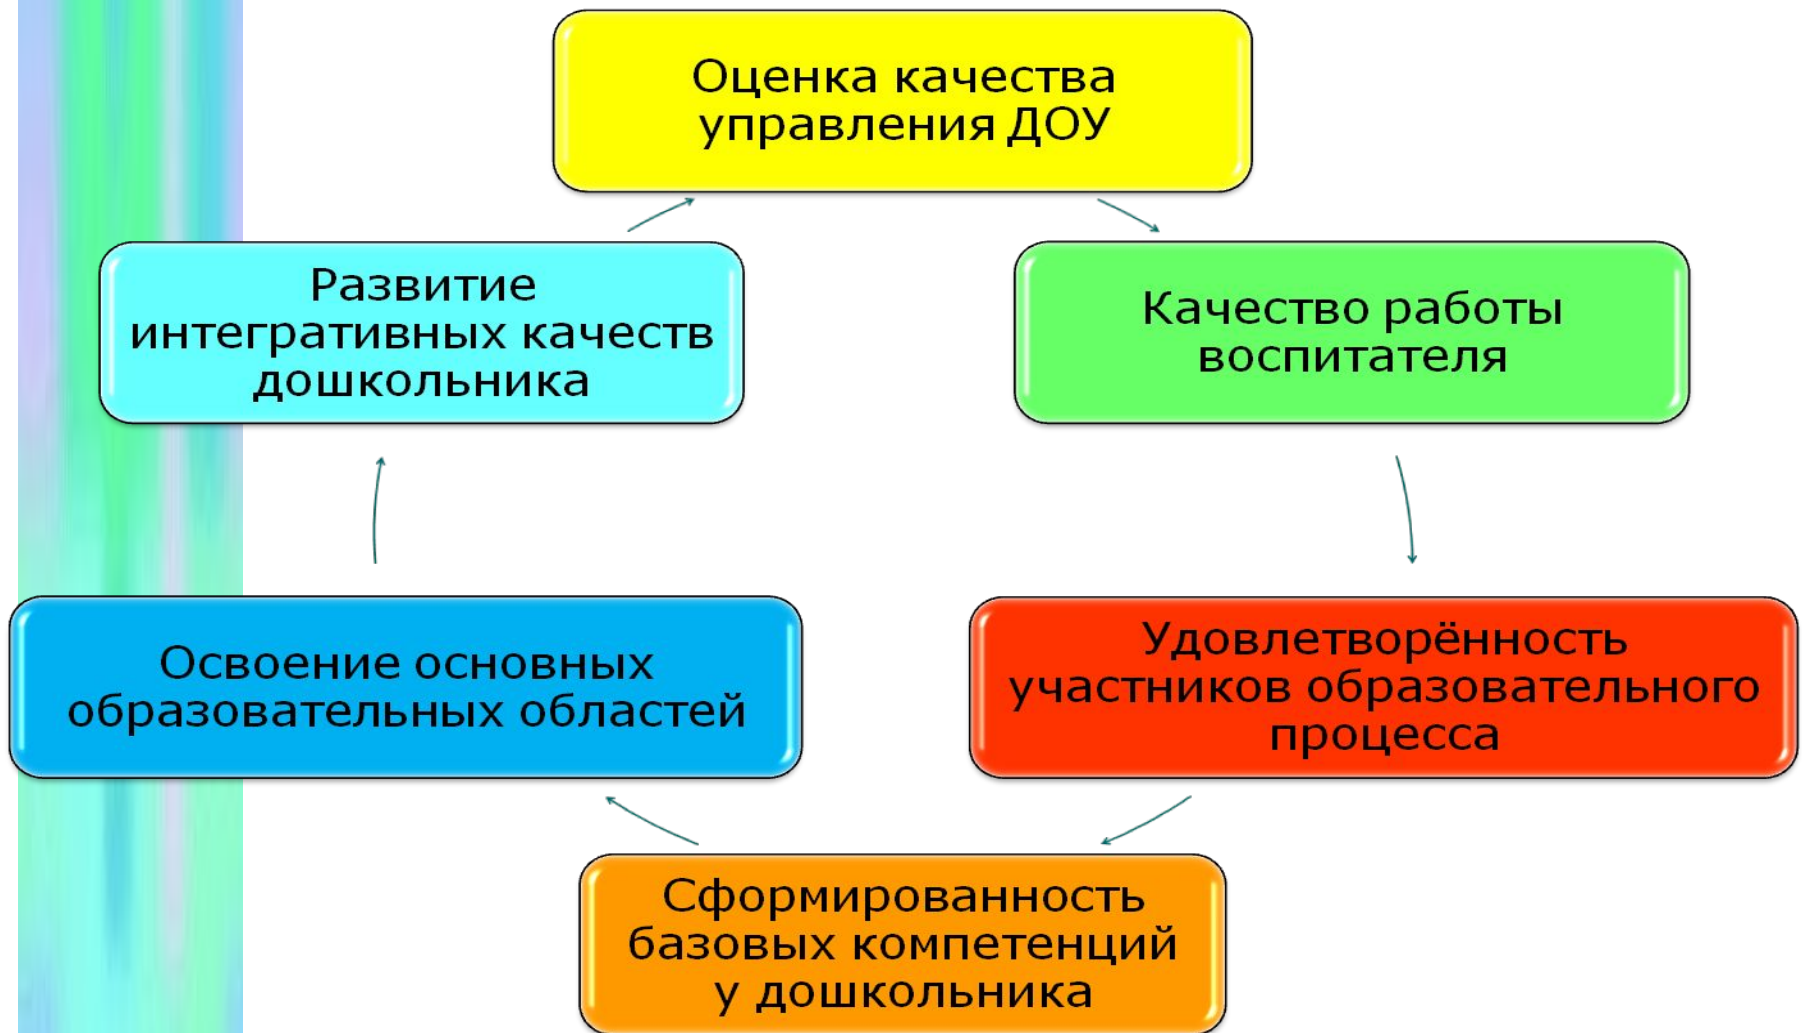 Оценка качества
управления ДОУ
Развитие
интегративных качеств
дошкольника
Качество работы
воспитателя
Освоение основных
образовательных областей
Удовлетворённость
участников образовательного
процесса
Сформированность
базовых компетенций
у дошкольника